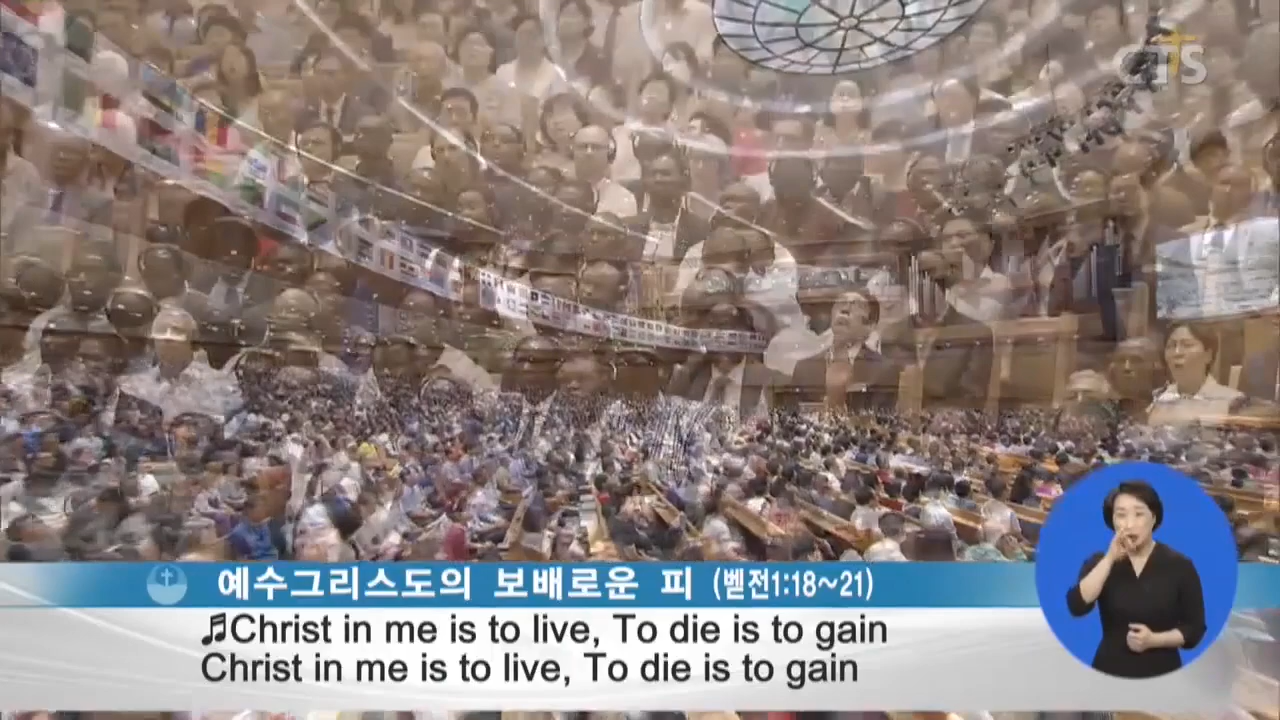 CTS
예수그리스도의 보배로운 피 (벧전1:18~21)
♬Christ in me is to live, To die is to gain
Christ in me is to live, To die is to gain